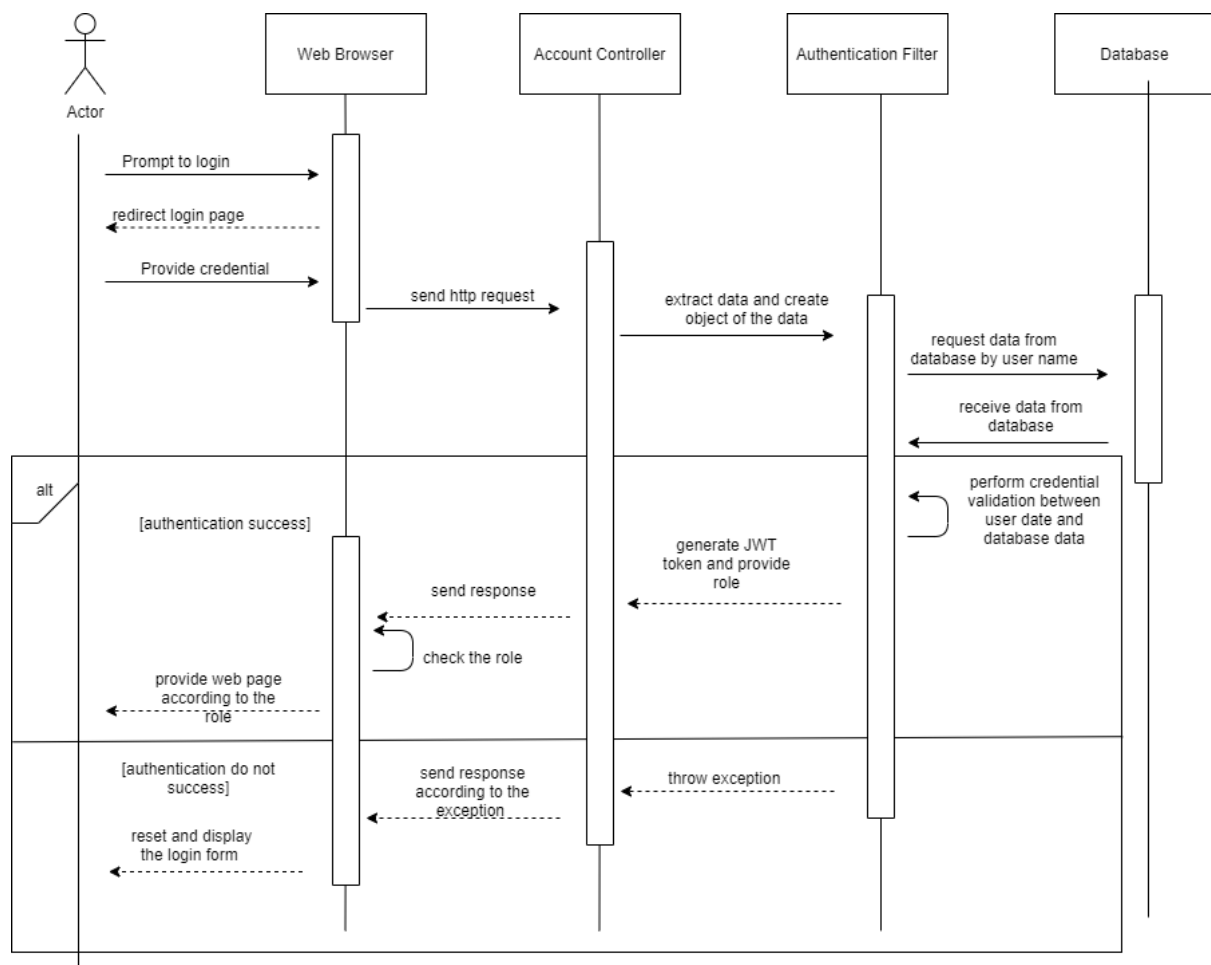 Web Browser
Account Controller
Authentication Filter
Database
Actor
Prompt to login
redirect login page
Provide credential
send http request
extract data and create
object of the data
request data from
database by user name
receive data from
database
alt
perform credential
validation between
user date and
database data
[authentication success]
generate JWT
token and provide
role
send response
check the role
provide web page
according to the
role
[authentication do not
success]
send response
according to the
exception
throw exception
reset and display
the login form